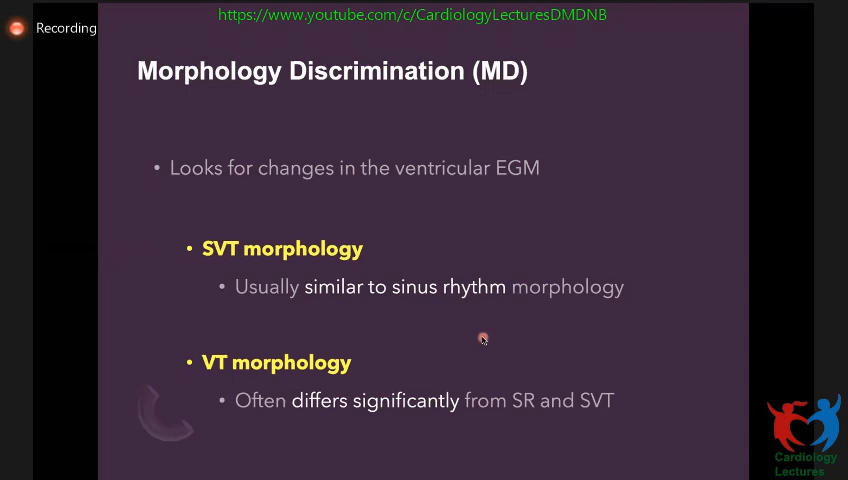 https://www.youtube.com/c/CardiologyLecturesDMDNB
Recording
Morphology Discrimination (MD)
• Looks for changes in the ventricular EGM
• SVT morphology
• Usually similar to sinus rhythm morphology
• VT morphology
• Often differs significantly from SR and SVT
Cardiology
Lectures